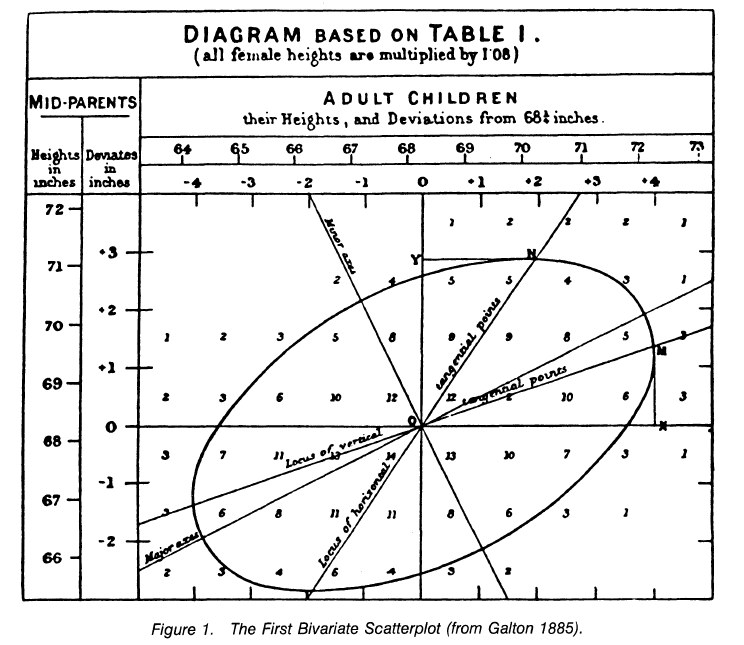 DIAGRAM BASED ON TABLE I.
(all female heights are multiplied by 1·08)
MID-PARENTS
ADULT CHILDREN
their Heights, and Deviations from 68¼ inches.
Heights in inches
Deviates in inches
64 65 66 67 68 69 70 71 72 73
-4 -3 -2 -1 0 +1 +2 +3 +4
72
1 2 2 2 1
Minor axes
+3
Y N
71
2 4 5 5 4 3 1
+2
70
1 2 3 5 8 9 9 8 5 3
tangential points
M
+1
69
tangential points
2 3 6 10 12 12 2 10 6 3
0
O X
68
Locus of vertical
3 7 11 13 14 13 10 7 3 1
-1
67
3 6 8 11 11 8 6 3 1
Locus of horizontal
-2
Major axes
66
2 3 4 4 3 2
Figure 1. The First Bivariate Scatterplot (from Galton 1885).